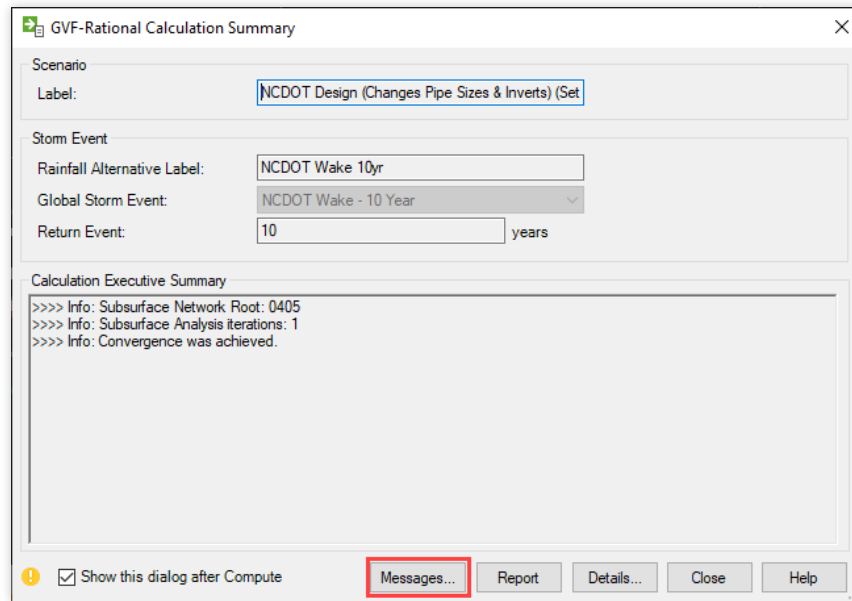 GVF-Rational Calculation Summary
Scenario
Label: NCDOT Design (Changes Pipe Sizes & Inverts) (Set
Storm Event
Rainfall Alternative Label: NCDOT Wake 10yr
Global Storm Event: NCDOT Wake - 10 Year
Return Event: 10 years
Calculation Executive Summary
>>>> Info: Subsurface Network Root: 0405
>>>> Info: Subsurface Analysis iterations: 1
>>>> Info: Convergence was achieved.
Show this dialog after Compute Messages... Report Details... Close Help